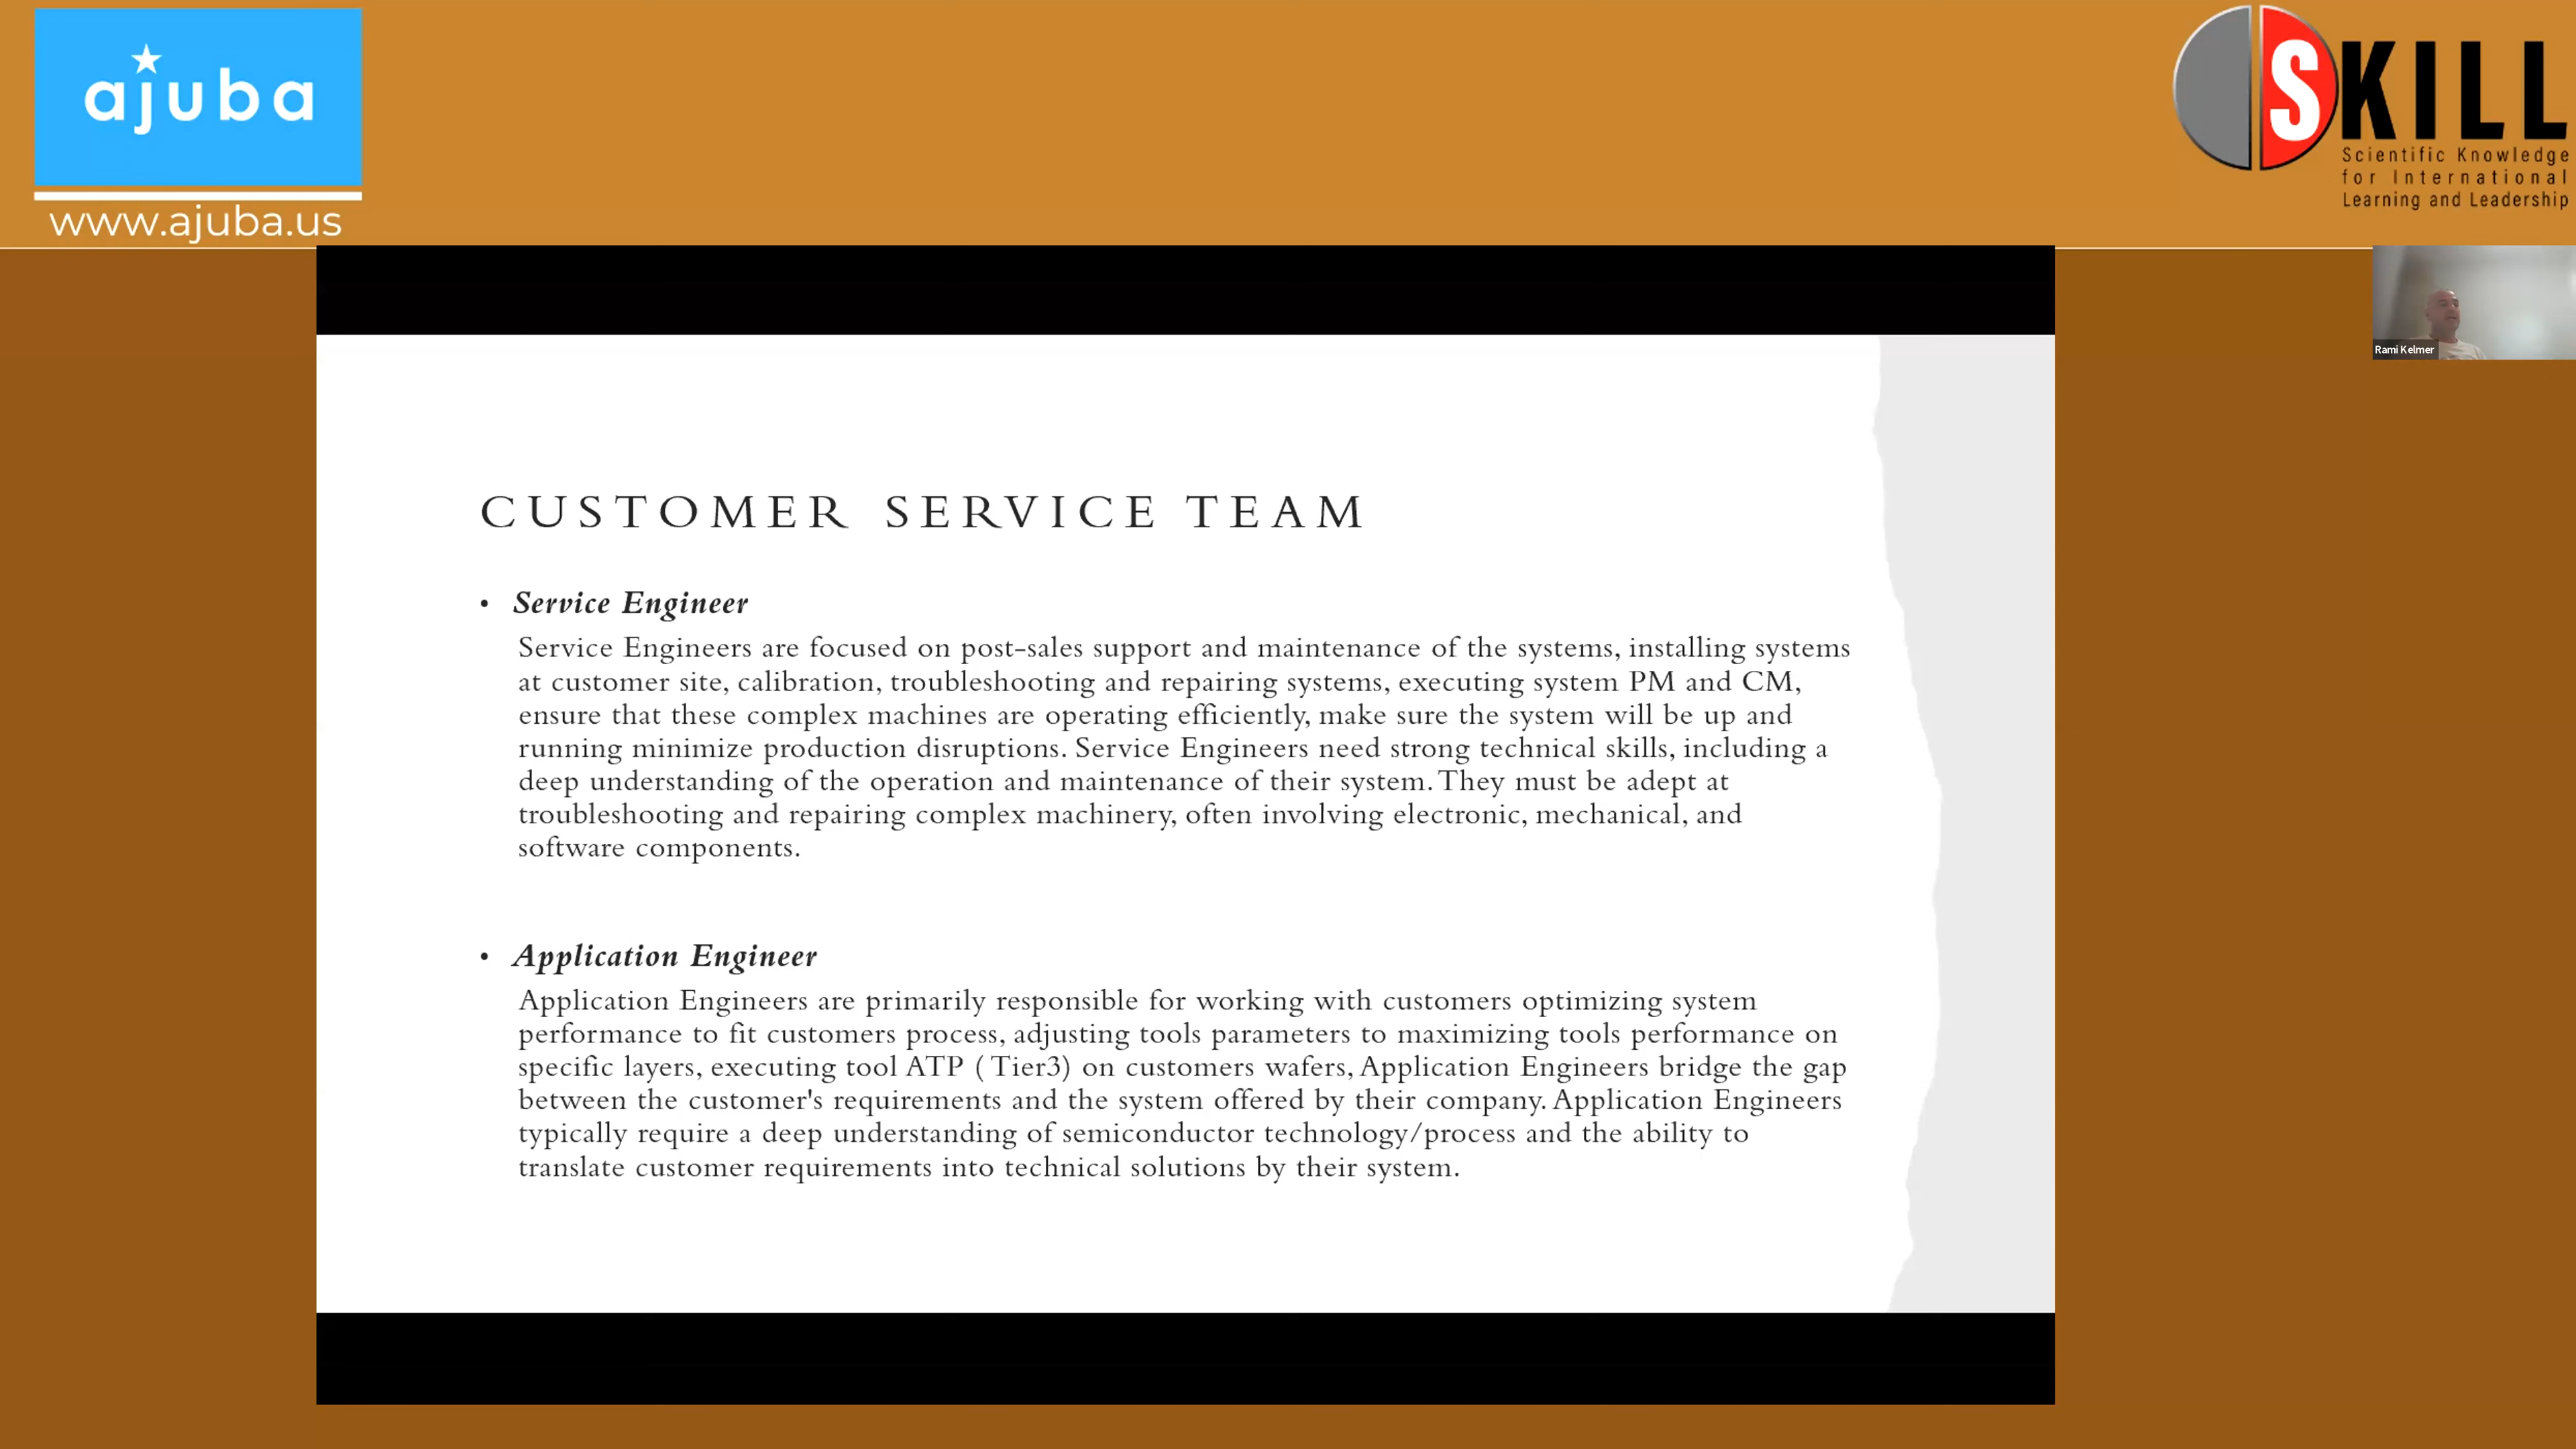 ajuba
www.ajuba.us
SKILL
Scientific Knowledge
for International
Learning and Leadership
Rami Kelmer
CUSTOMER SERVICE TEAM
• Service Engineer
Service Engineers are focused on post-sales support and maintenance of the systems, installing systems
at customer site, calibration, troubleshooting and repairing systems, executing system PM and CM,
ensure that these complex machines are operating efficiently, make sure the system will be up and
running minimize production disruptions. Service Engineers need strong technical skills, including a
deep understanding of the operation and maintenance of their system. They must be adept at
troubleshooting and repairing complex machinery, often involving electronic, mechanical, and
software components.
• Application Engineer
Application Engineers are primarily responsible for working with customers optimizing system
performance to fit customers process, adjusting tools parameters to maximizing tools performance on
specific layers, executing tool ATP ( Tier3) on customers wafers, Application Engineers bridge the gap
between the customer's requirements and the system offered by their company. Application Engineers
typically require a deep understanding of semiconductor technology/process and the ability to
translate customer requirements into technical solutions by their system.